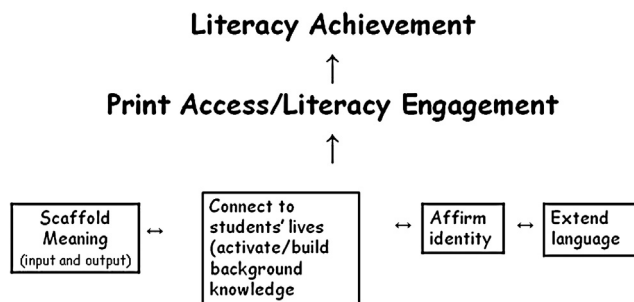 Literacy Achievement
↑
Print Access/Literacy Engagement
↑
Scaffold
Meaning
(input and output)
↔
Connect to
students' lives
(activate/build
background
knowledge
↔
Affirm
identity
↔
Extend
language